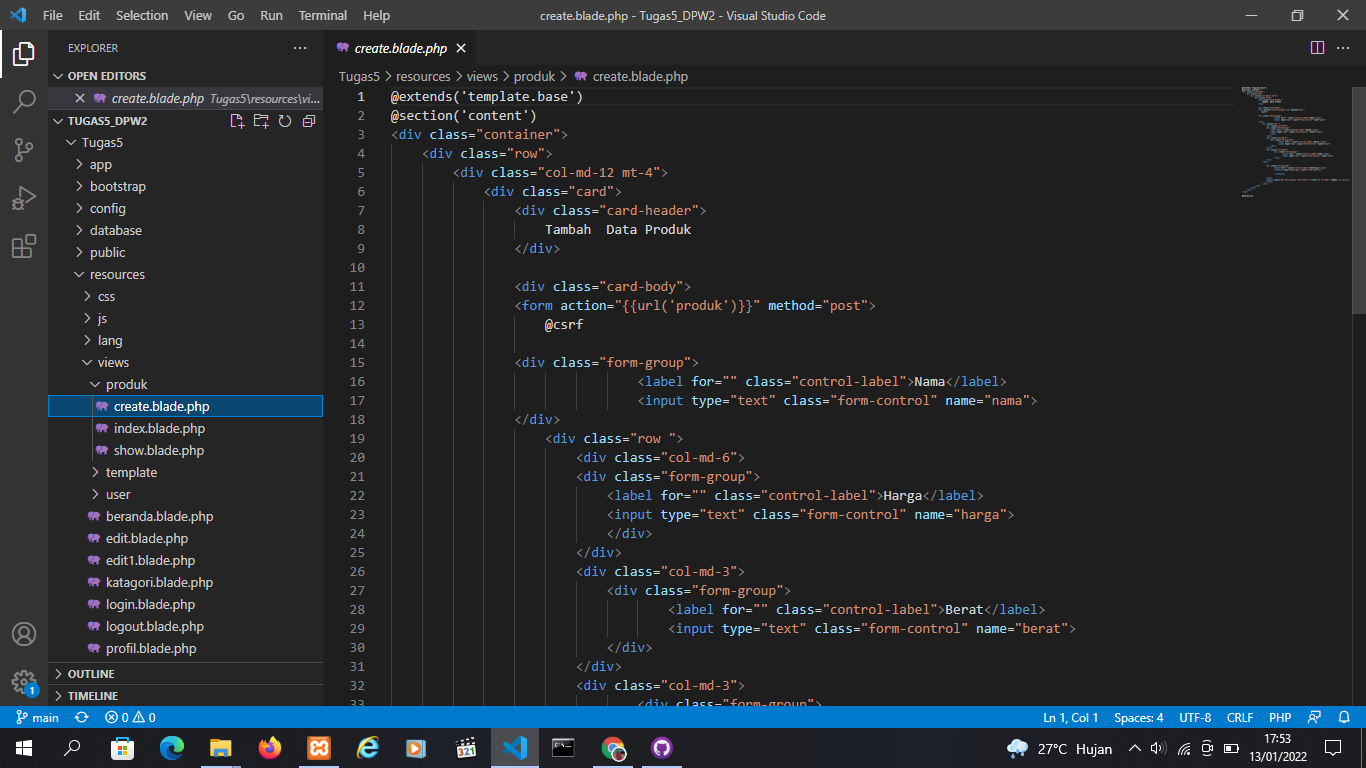 File Edit Selection View Go Run Terminal Help create.blade.php - Tugas5_DPW2 - Visual Studio Code
EXPLORER
OPEN EDITORS
create.blade.php Tugas5\resources\vi...
TUGAS5_DPW2
Tugas5
app
bootstrap
config
database
public
resources
css
js
lang
views
produk
create.blade.php
index.blade.php
show.blade.php
template
user
beranda.blade.php
edit.blade.php
edit1.blade.php
katagori.blade.php
login.blade.php
logout.blade.php
profil.blade.php
OUTLINE
TIMELINE
create.blade.php
Tugas5 > resources > views > produk > create.blade.php
1 @extends('template.base')
2 @section('content')
3 <div class="container">
4 <div class="row">
5 <div class="col-md-12 mt-4">
6 <div class="card">
7 <div class="card-header">
8 Tambah  Data Produk
9 </div>
10
11 <div class="card-body">
12 <form action="{{url('produk')}}" method="post">
13 @csrf
14
15 <div class="form-group">
16 <label for="" class="control-label">Nama</label>
17 <input type="text" class="form-control" name="nama">
18 </div>
19 <div class="row ">
20 <div class="col-md-6">
21 <div class="form-group">
22 <label for="" class="control-label">Harga</label>
23 <input type="text" class="form-control" name="harga">
24 </div>
25 </div>
26 <div class="col-md-3">
27 <div class="form-group">
28 <label for="" class="control-label">Berat</label>
29 <input type="text" class="form-control" name="berat">
30 </div>
31 </div>
32 <div class="col-md-3">
33 <div class="form-group">
1
main 0 0 Ln 1, Col 1 Spaces: 4 UTF-8 CRLF PHP
321 27°C Hujan 17:53
13/01/2022